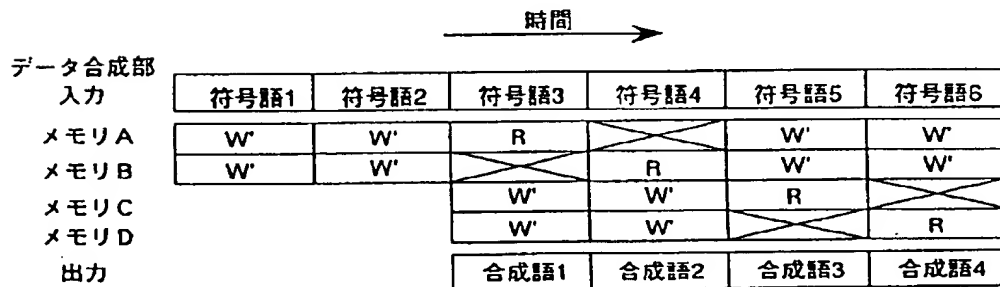 時間
データ合成部
入力 符号語1 符号語2 符号語3 符号語4 符号語5 符号語6
メモリA W' W' R W' W'
メモリB W' W' R W' W'
メモリC W' W' R
メモリD W' W' R
出力 合成語1 合成語2 合成語3 合成語4